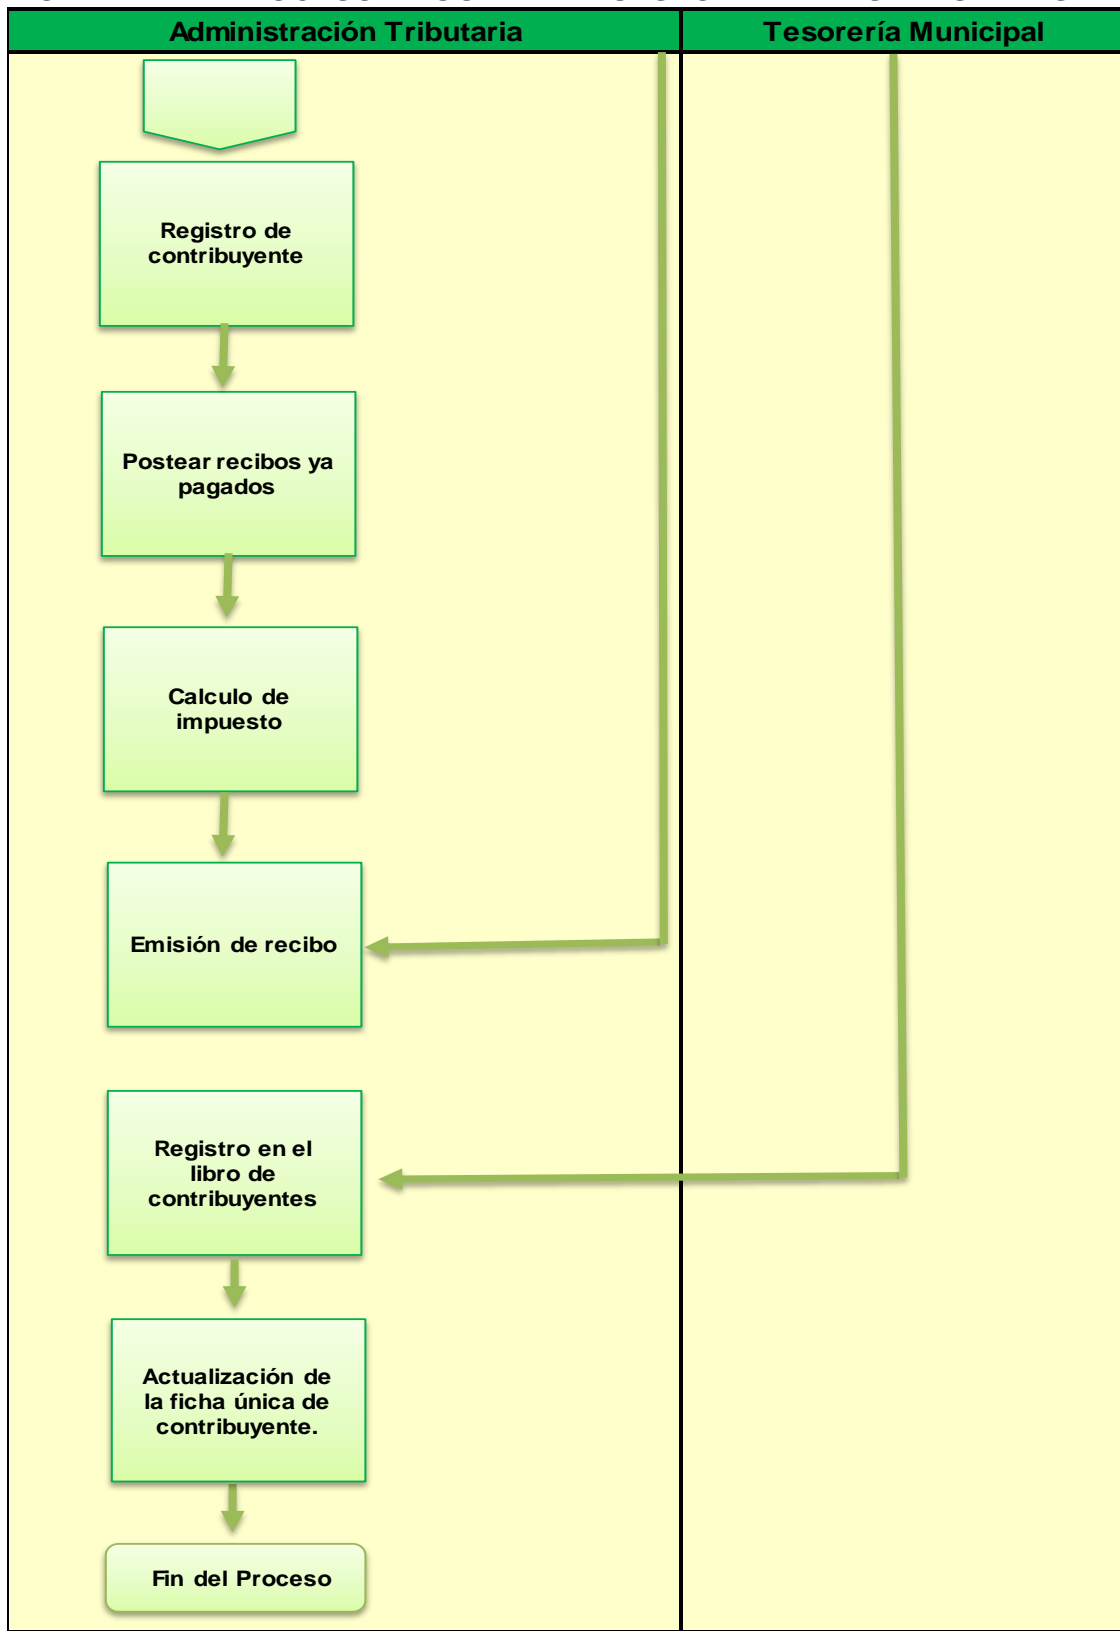 Administración Tributaria
Tesorería Municipal
Registro de
contribuyente
Postear recibos ya
pagados
Calculo de
impuesto
Emisión de recibo
Registro en el
libro de
contribuyentes
Actualización de
la ficha única de
contribuyente.
Fin del Proceso